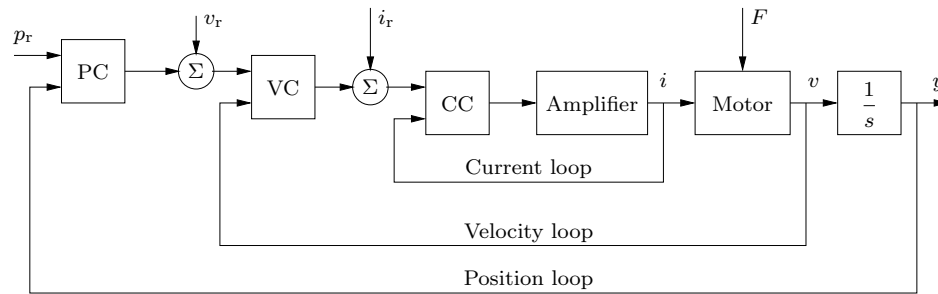 p_r
PC
Σ
v_r
VC
Σ
i_r
CC
Amplifier
i
F
Motor
v
1
s
y
Current loop
Velocity loop
Position loop